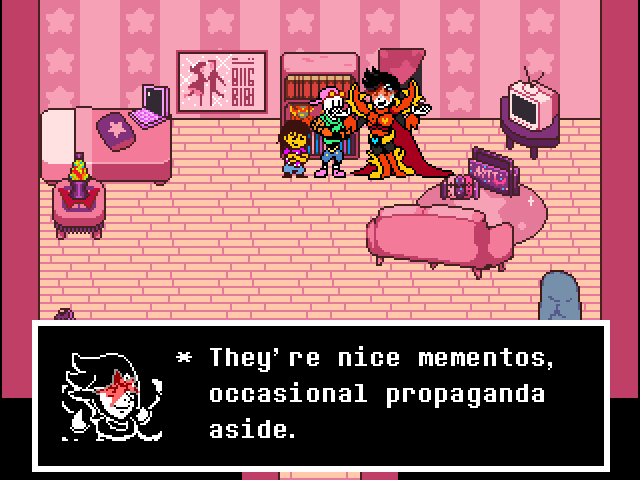 * They're nice mementos,
occasional propaganda
aside.